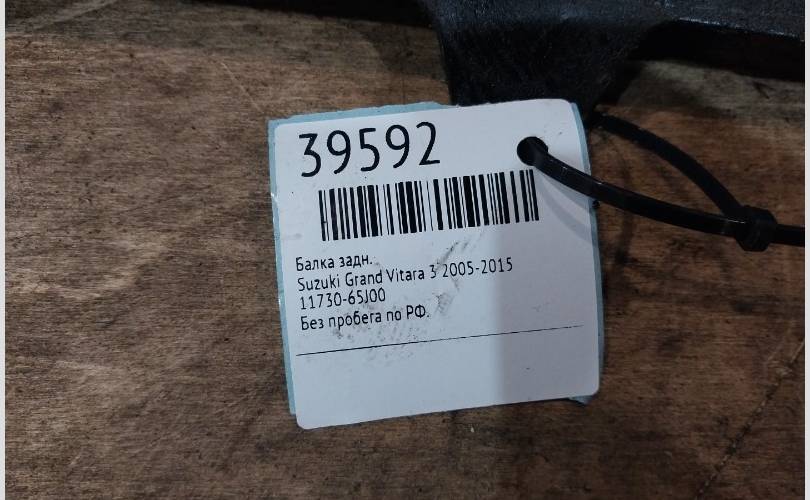 39592
Балка задн.
Suzuki Grand Vitara 3 2005-2015
11730-65J00
Без пробега по РФ.